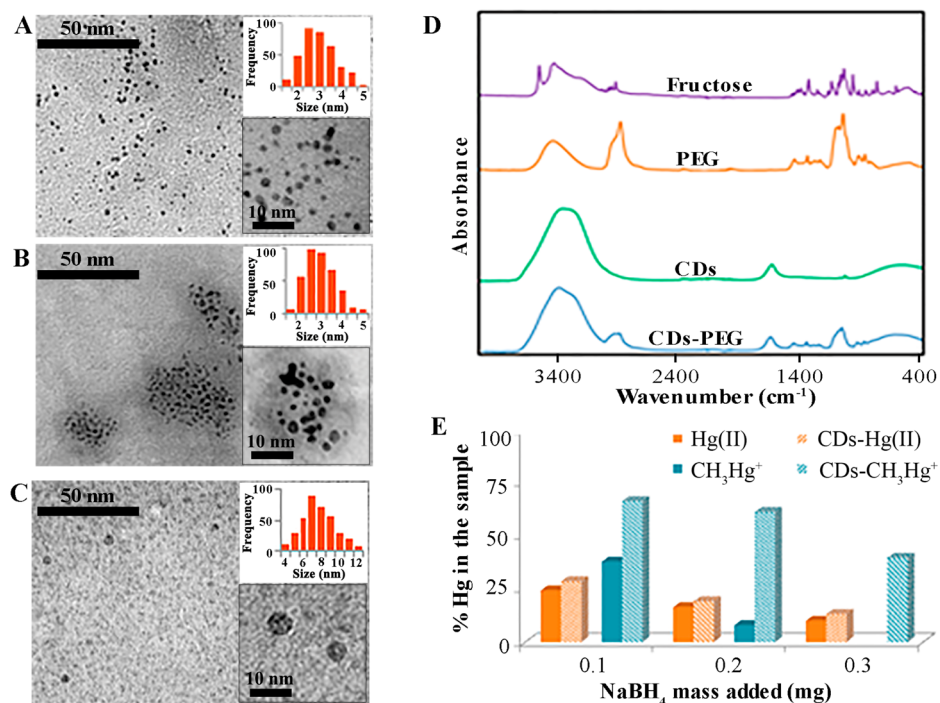 A
50 nm
Frequency
100
50
0
2 3 4 5
Size (nm)
10 nm
B
50 nm
Frequency
100
50
0
2 3 4 5
Size (nm)
10 nm
C
50 nm
Frequency
100
50
0
4 6 8 10 12
Size (nm)
10 nm
D
Absorbance
Fructose
PEG
CDs
CDs-PEG
3400 2400 1400 400
Wavenumber (cm⁻¹)
E
% Hg in the sample
100
75
50
25
0
Hg(II) CDs-Hg(II)
CH₃Hg⁺ CDs-CH₃Hg⁺
0.1 0.2 0.3
NaBH₄ mass added (mg)